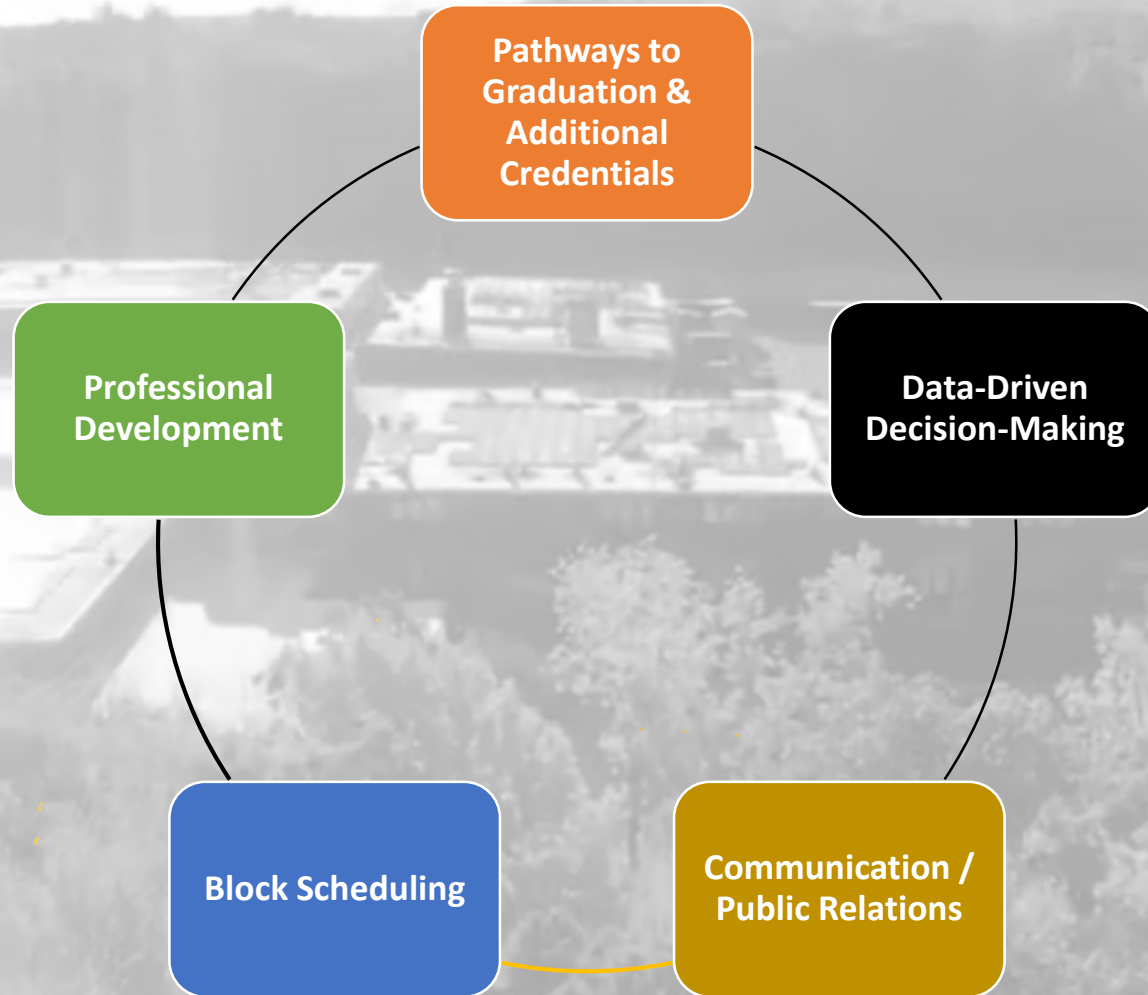 Pathways to
Graduation &
Additional
Credentials
Professional
Development
Data-Driven
Decision-Making
Block Scheduling
Communication /
Public Relations